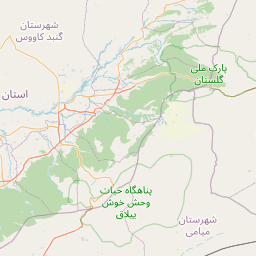 شهرستان
گنبد کاووس
پارک ملی
گلستان
استان
پناهگاه حیات
وحش خوش
ییلاق
شهرستان
میامی